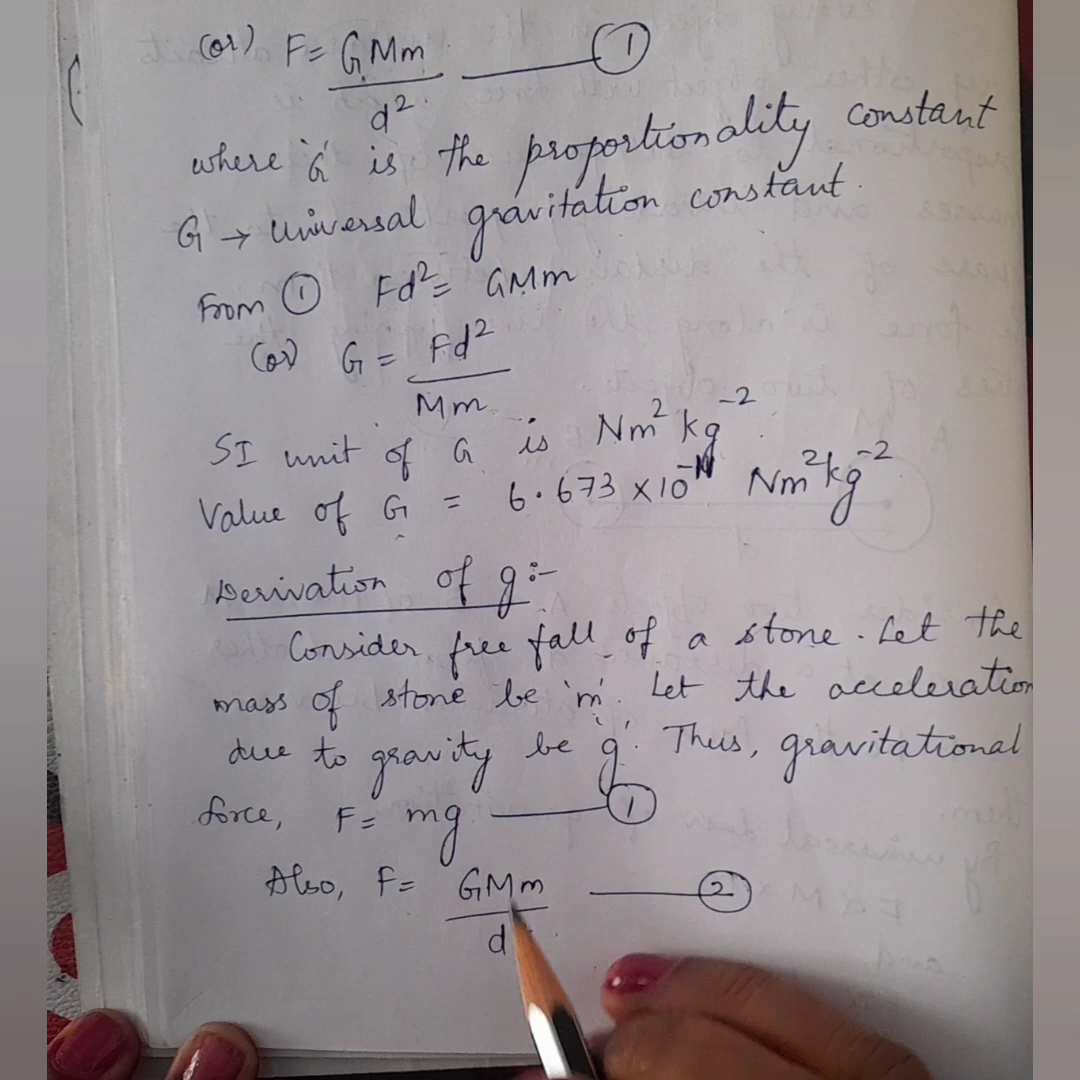 (or) F = GMm / d². ——— ①
where 'G' is the proportionality constant
G → universal gravitation constant.
From ① Fd² = GMm
(or) G = Fd² / Mm
SI unit of G is Nm² kg⁻².
Value of G = 6.673 × 10⁻¹¹ Nm² kg⁻²
Derivation of g :-
Consider free fall of a stone. Let the
mass of stone be 'm'. Let the acceleration
due to gravity be 'g'. Thus, gravitational
force, F = mg ——— ①
Also, F = GMm / d ——— ②